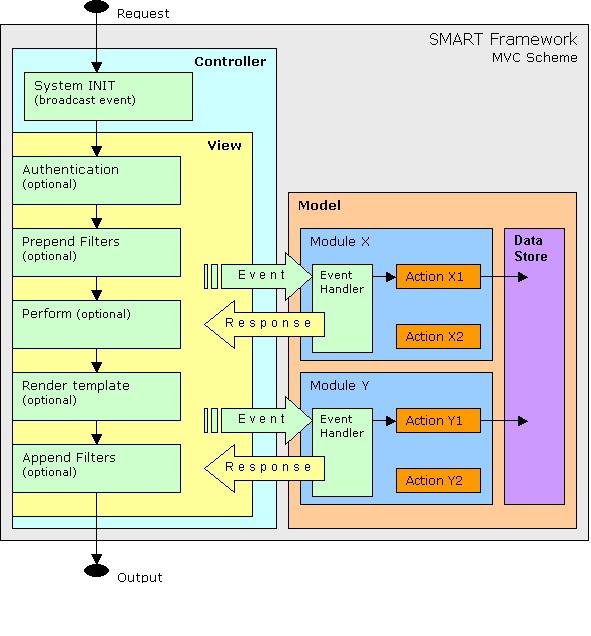 Request
SMART Framework
MVC Scheme
Controller
System INIT
(broadcast event)
View
Authentication
(optional)
Model
Prepend Filters
(optional)
Module X
Data
Store
Event
Event
Handler
Action X1
Perform (optional)
Response
Action X2
Render template
(optional)
Module Y
Event
Event
Handler
Action Y1
Append Filters
(optional)
Response
Action Y2
Output